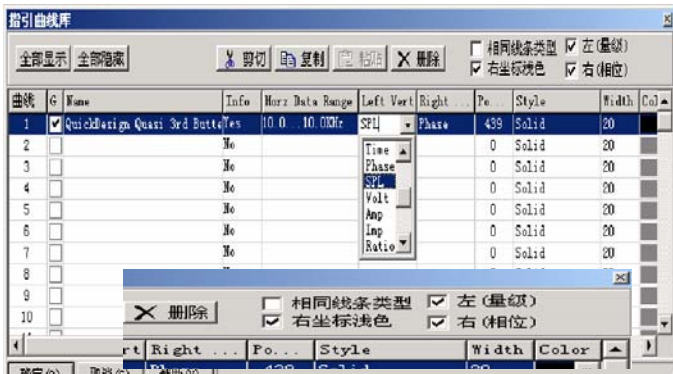 指引曲线库
全部显示 全部隐藏 剪切 复制 粘贴 删除 相同线条类型 左(量级)
右坐标浅色 右(相位)
曲线 G Name Info Horz Data Range Left Vert Right ... Po... Style Width Col
1 QuickDesign Quasi 3rd Butte Yes 10.0...10.0KHz SPL Phase 439 Solid 20
2 No Time 0 Solid 20
3 No Phase 0 Solid 20
SPL
4 No Volt 0 Solid 20
5 No Amp 0 Solid 20
6 No Imp 0 Solid 20
7 No Ratio 0 Solid 20
8
9
10
删除 相同线条类型 左(量级)
右坐标浅色 右(相位)
rt Right ... Po... Style Width Color